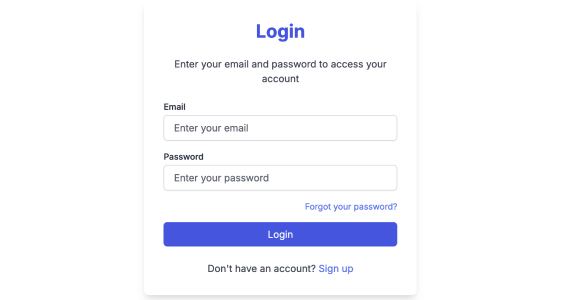 Login
Enter your email and password to access your
account
Email
Enter your email
Password
Enter your password
Forgot your password?
Login
Don't have an account? Sign up